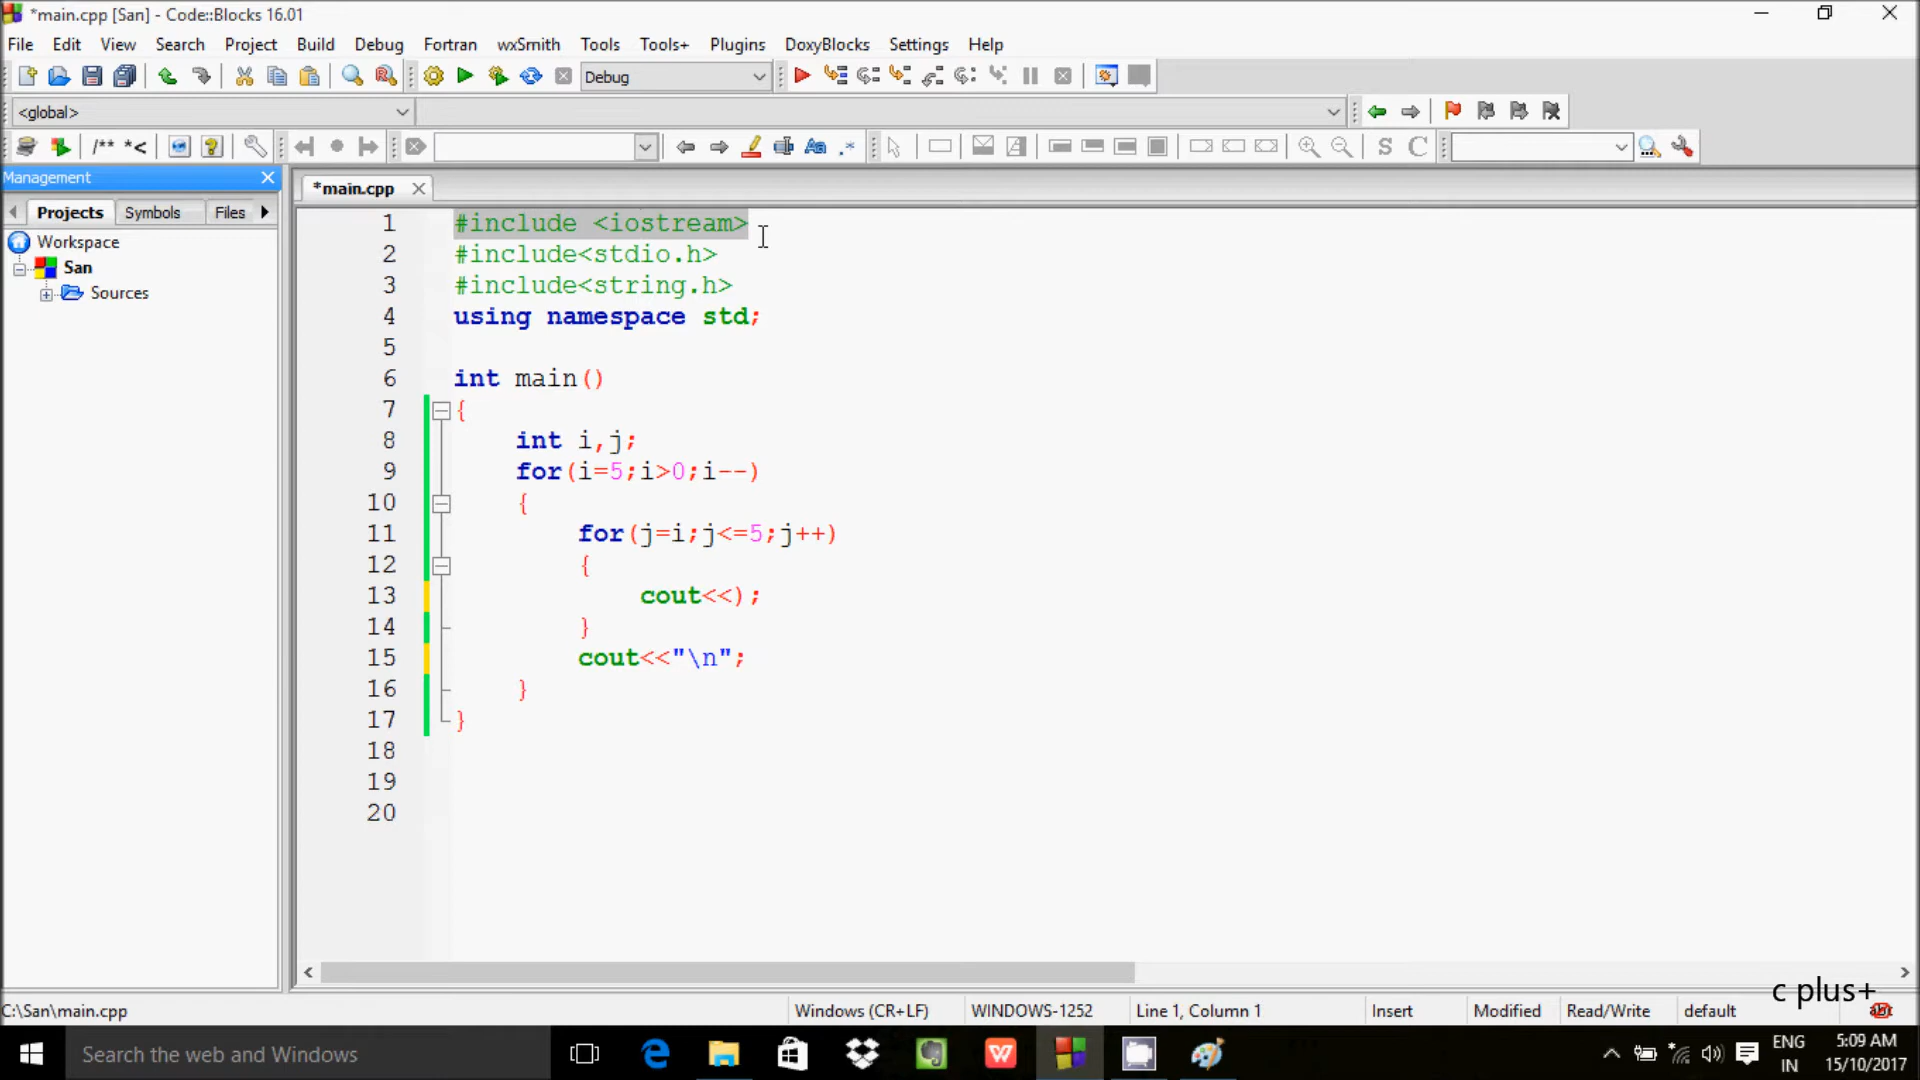 *main.cpp [San] - Code::Blocks 16.01
File Edit View Search Project Build Debug Fortran wxSmith Tools Tools+ Plugins DoxyBlocks Settings Help
Debug
<global>
/** *<
Aa .*
S C
Management
*main.cpp
Projects Symbols Files
Workspace
San
Sources
1 #include <iostream>
2 #include<stdio.h>
3 #include<string.h>
4 using namespace std;
5
6 int main()
7 {
8 int i,j;
9 for(i=5;i>0;i--)
10 {
11 for(j=i;j<=5;j++)
12 {
13 cout<<);
14 }
15 cout<<"\n";
16 }
17 }
18
19
20
c plus+
C:\San\main.cpp Windows (CR+LF) WINDOWS-1252 Line 1, Column 1 Insert Modified Read/Write default
Search the web and Windows
ENG
IN
5:09 AM
15/10/2017